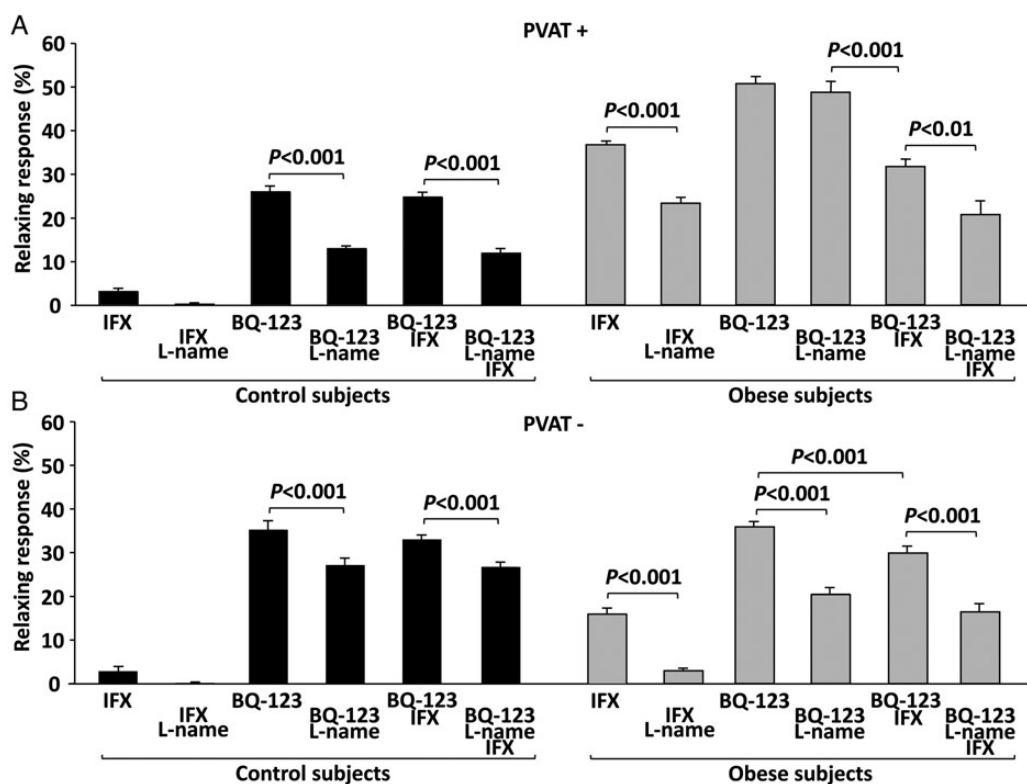 A
PVAT +
Relaxing response (%)
60
50
40
30
20
10
0
P<0.001
P<0.001
P<0.001
P<0.001
P<0.01
IFX
IFX
L-name
BQ-123
BQ-123
L-name
BQ-123
IFX
BQ-123
L-name
IFX
IFX
IFX
L-name
BQ-123
BQ-123
L-name
BQ-123
IFX
BQ-123
L-name
IFX
Control subjects
Obese subjects
B
PVAT -
Relaxing response (%)
60
50
40
30
20
10
0
P<0.001
P<0.001
P<0.001
P<0.001
P<0.001
P<0.001
IFX
IFX
L-name
BQ-123
BQ-123
L-name
BQ-123
IFX
BQ-123
L-name
IFX
IFX
IFX
L-name
BQ-123
BQ-123
L-name
BQ-123
IFX
BQ-123
L-name
IFX
Control subjects
Obese subjects